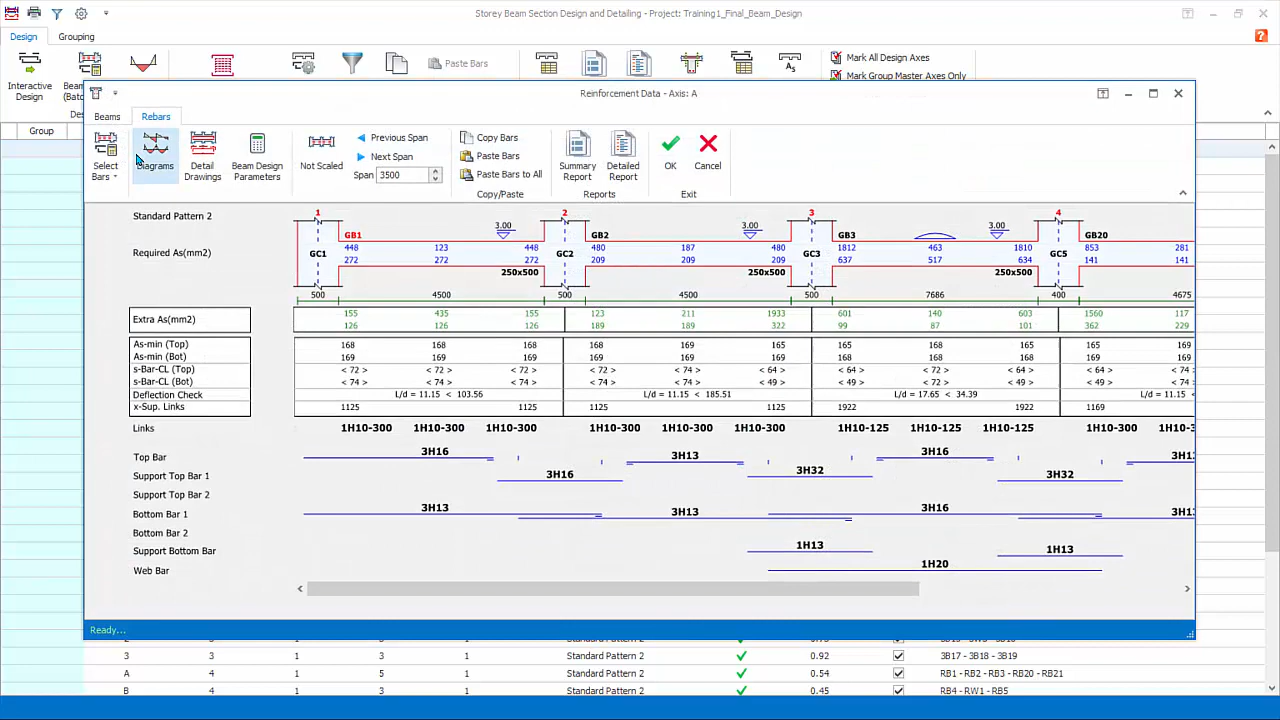 Storey Beam Section Design and Detailing - Project: Training1_Final_Beam_Design
Design Grouping
Interactive Design
Paste Bars
Mark All Design Axes
Mark Group Master Axes Only
Group
Reinforcement Data - Axis: A
Beams Rebars
Select Bars
Diagrams
Detail Drawings
Beam Design Parameters
Not Scaled
Previous Span
Next Span
Span 3500
Copy Bars
Paste Bars
Paste Bars to All
Copy/Paste
Summary Report
Detailed Report
Reports
OK
Cancel
Exit
Standard Pattern 2
1 2 3 4
GB1 3.00 GB2 3.00 GB3 3.00 GB20
Required As(mm2) 448 123 448 480 187 480 1812 463 1810 853 281
272 272 272 209 209 209 637 517 634 141 141
GC1 GC2 GC3 GC5
250x500 250x500 250x500
500 4500 500 4500 500 7686 400 4675
Extra As(mm2) 155 435 155 123 211 1933 601 140 603 1560 117
126 126 126 189 189 322 99 87 101 362 229
As-min (Top) 168 168 168 168 169 165 165 168 165 165 169
As-min (Bot) 169 169 169 169 169 169 168 168 168 169 169
s-Bar-CL (Top) < 72 > < 72 > < 72 > < 72 > < 74 > < 64 > < 64 > < 72 > < 64 > < 64 > < 74
s-Bar-CL (Bot) < 74 > < 74 > < 74 > < 74 > < 74 > < 49 > < 49 > < 72 > < 49 > < 49 > < 74
Deflection Check L/d = 11.15 < 103.56 L/d = 11.15 < 185.51 L/d = 17.65 < 34.39 L/d = 11.15 <
x-Sup. Links 1125 1125 1125 1125 1922 1922 1169
Links 1H10-300 1H10-300 1H10-300 1H10-300 1H10-300 1H10-300 1H10-125 1H10-125 1H10-125 1H10-300 1H10-3
Top Bar 3H16 3H13 3H16 3H1
Support Top Bar 1 3H16 3H32 3H32
Support Top Bar 2
Bottom Bar 1 3H13 3H13 3H16 3H1
Bottom Bar 2
Support Bottom Bar 1H13 1H13
Web Bar 1H20
Ready...
3 3 1 3 1 Standard Pattern 2 0.92 3B17 - 3B18 - 3B19
A 4 1 5 1 Standard Pattern 2 0.54 RB1 - RB2 - RB3 - RB20 - RB21
B 4 1 3 1 Standard Pattern 2 0.45 RB4 - RW1 - RB5